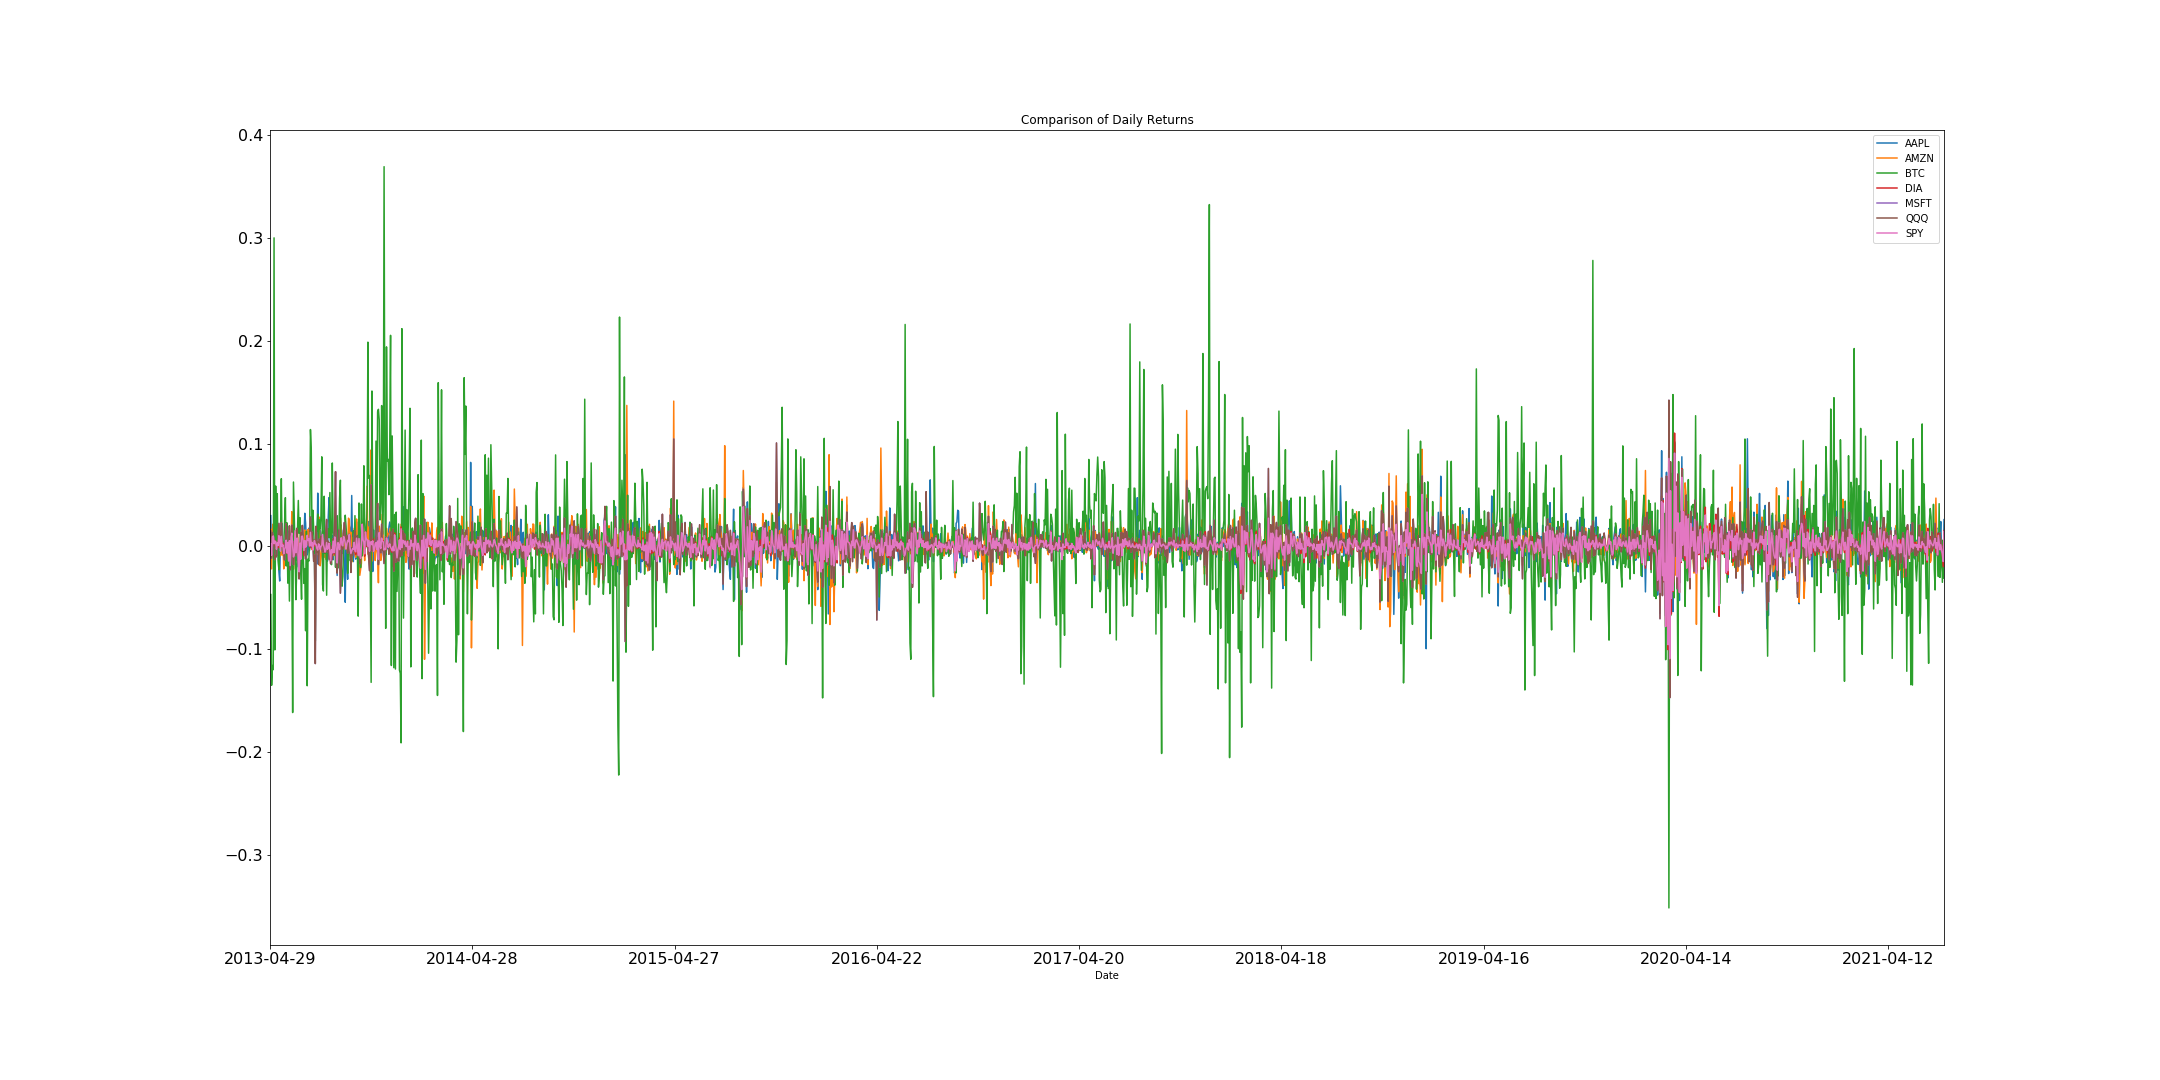 Comparison of Daily Returns
0.4
0.3
0.2
0.1
0.0
−0.1
−0.2
−0.3
AAPL
AMZN
BTC
DIA
MSFT
QQQ
SPY
2013-04-29 2014-04-28 2015-04-27 2016-04-22 2017-04-20 2018-04-18 2019-04-16 2020-04-14 2021-04-12
Date